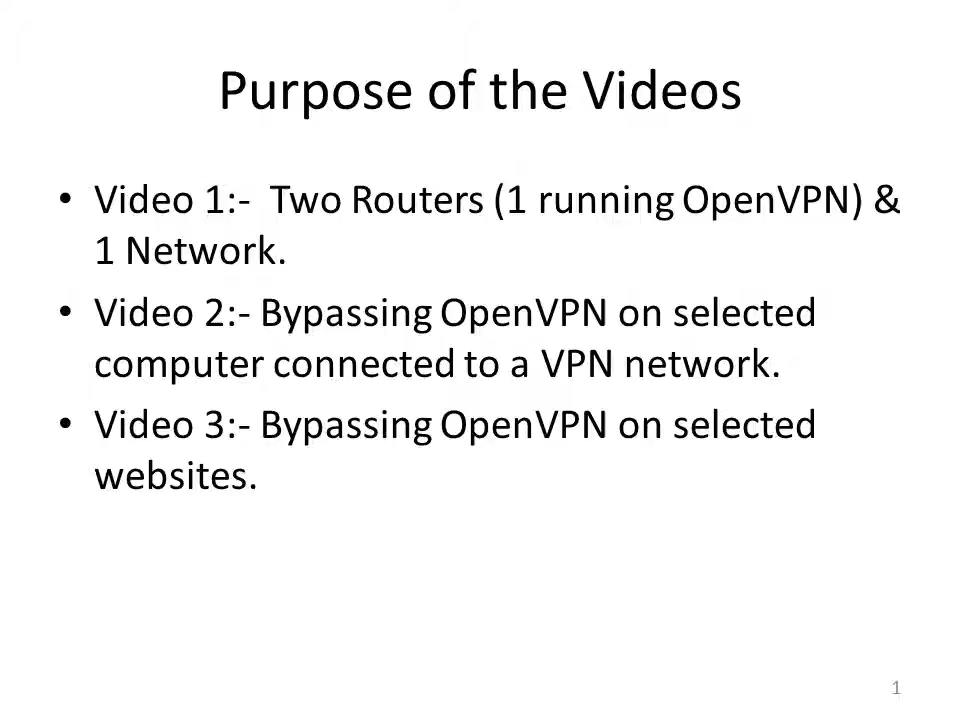 Purpose of the Videos
• Video 1:-  Two Routers (1 running OpenVPN) &
1 Network.
• Video 2:- Bypassing OpenVPN on selected
computer connected to a VPN network.
• Video 3:- Bypassing OpenVPN on selected
websites.
1